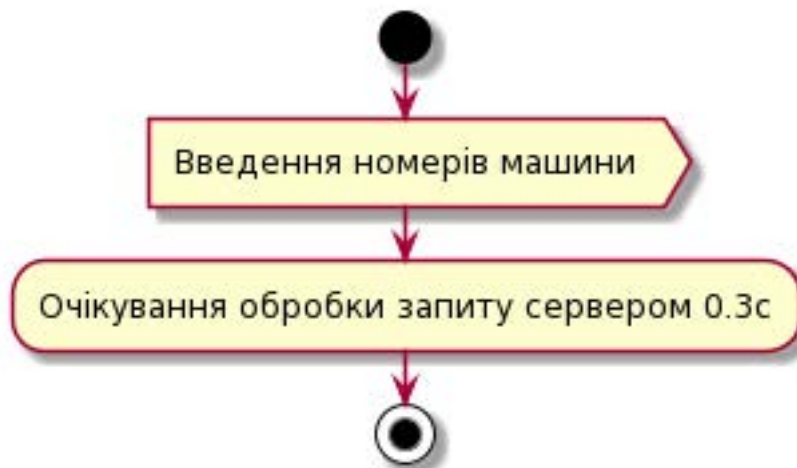 Введення номерів машини
Очікування обробки запиту сервером 0.3с